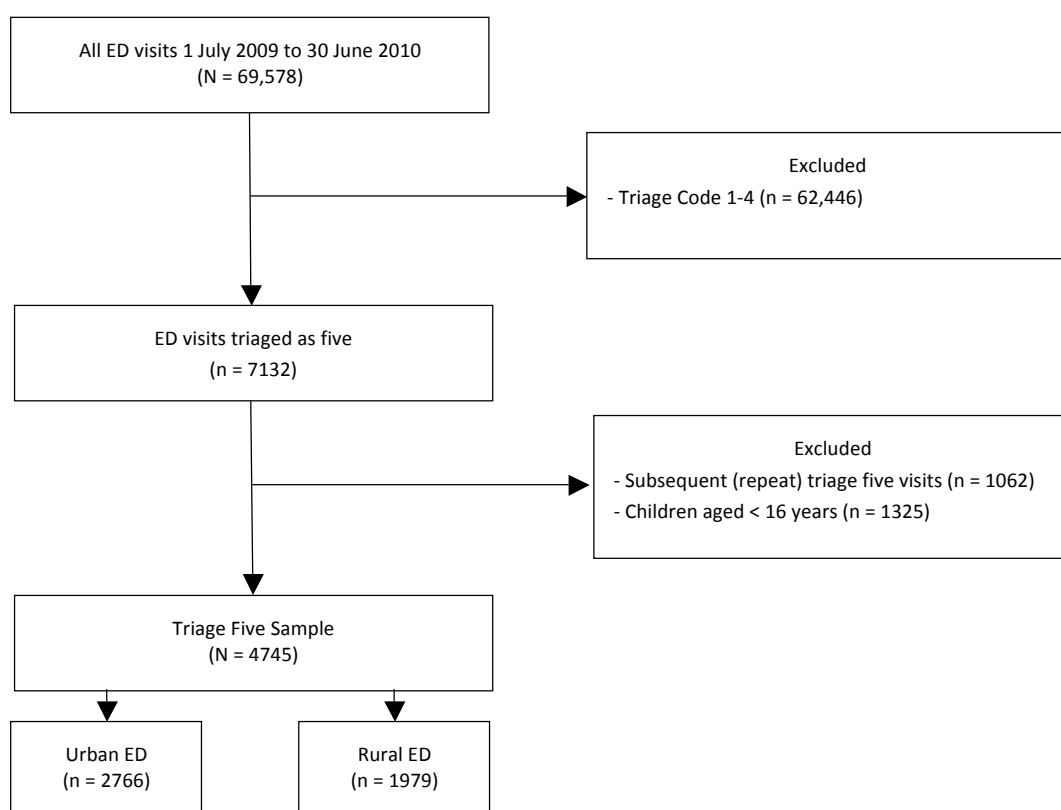 All ED visits 1 July 2009 to 30 June 2010
(N = 69,578)
Excluded
- Triage Code 1-4 (n = 62,446)
ED visits triaged as five
(n = 7132)
Excluded
- Subsequent (repeat) triage five visits (n = 1062)
- Children aged < 16 years (n = 1325)
Triage Five Sample
(N = 4745)
Urban ED
(n = 2766)
Rural ED
(n = 1979)